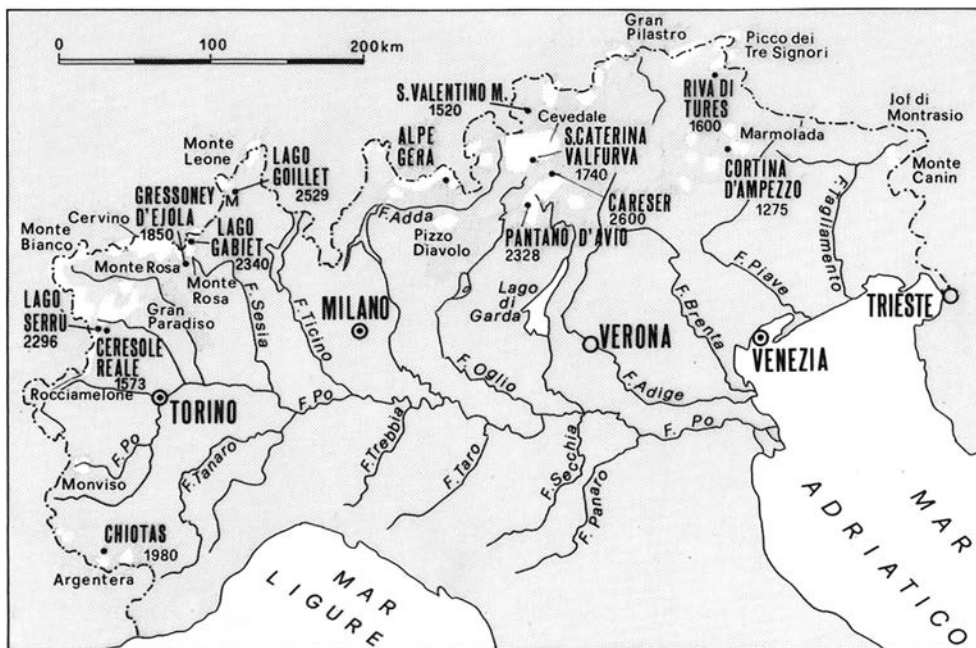 0
100
200 km
Gran
Pilastro
Picco dei
Tre Signori
S. VALENTINO M.
1520
Cevedale
RIVA DI
TURES
1600
Jof di
Montrasio
Monte
Leone
LAGO
GOILLET
2529
ALPE
GERA
S.CATERINA
VALFURVA
1740
Marmolada
Monte
Canin
GRESSONEY
D'EJOLA
1850
M
CORTINA
D'AMPEZZO
1275
Cervino
LAGO
GABIET
2340
F.Adda
CARESER
2600
F.Tagliamento
Monte
Bianco
Pizzo
Diavolo
PANTANO D'AVIO
2328
Monte Rosa
Monte
Rosa
F. Piave
LAGO
SERRÙ
2296
Gran
Paradiso
F. Sesia
F. Ticino
MILANO
Lago
di
Garda
F. Brenta
TRIESTE
CERESOLE
REALE
1573
VERONA
VENEZIA
Rocciamelone
TORINO
F. Po
F. Oglio
F. Adige
F. Po
F. Po
F.Tanaro
F.Trebbia
F. Taro
F. Secchia
F. Panaro
Monviso
CHIOTAS
1980
Argentera
MAR
LIGURE
MAR
ADRIATICO